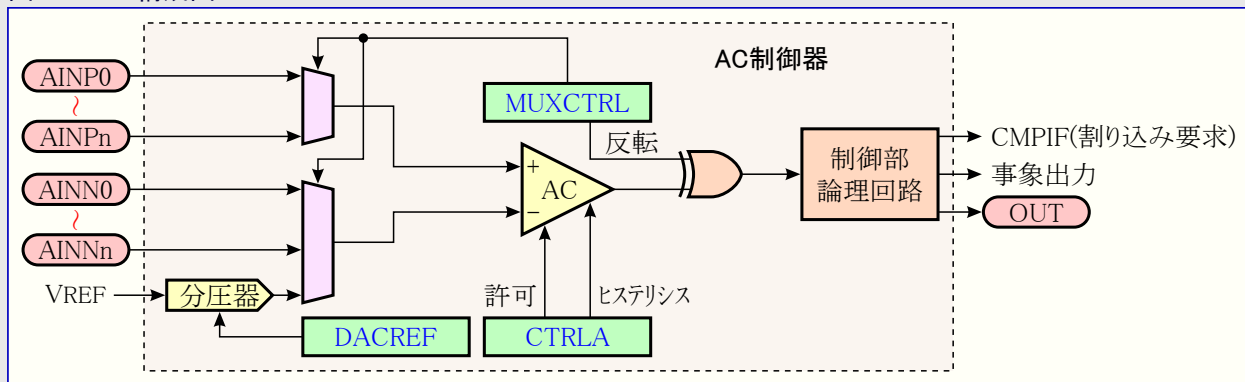 AC制御器
AINP0
~
AINPn
AINN0
~
AINNn
VREF
分圧器
DACREF
MUXCTRL
反転
+
AC
−
許可
ヒステリシス
CTRLA
制御部
論理回路
CMPIF(割り込み要求)
事象出力
OUT